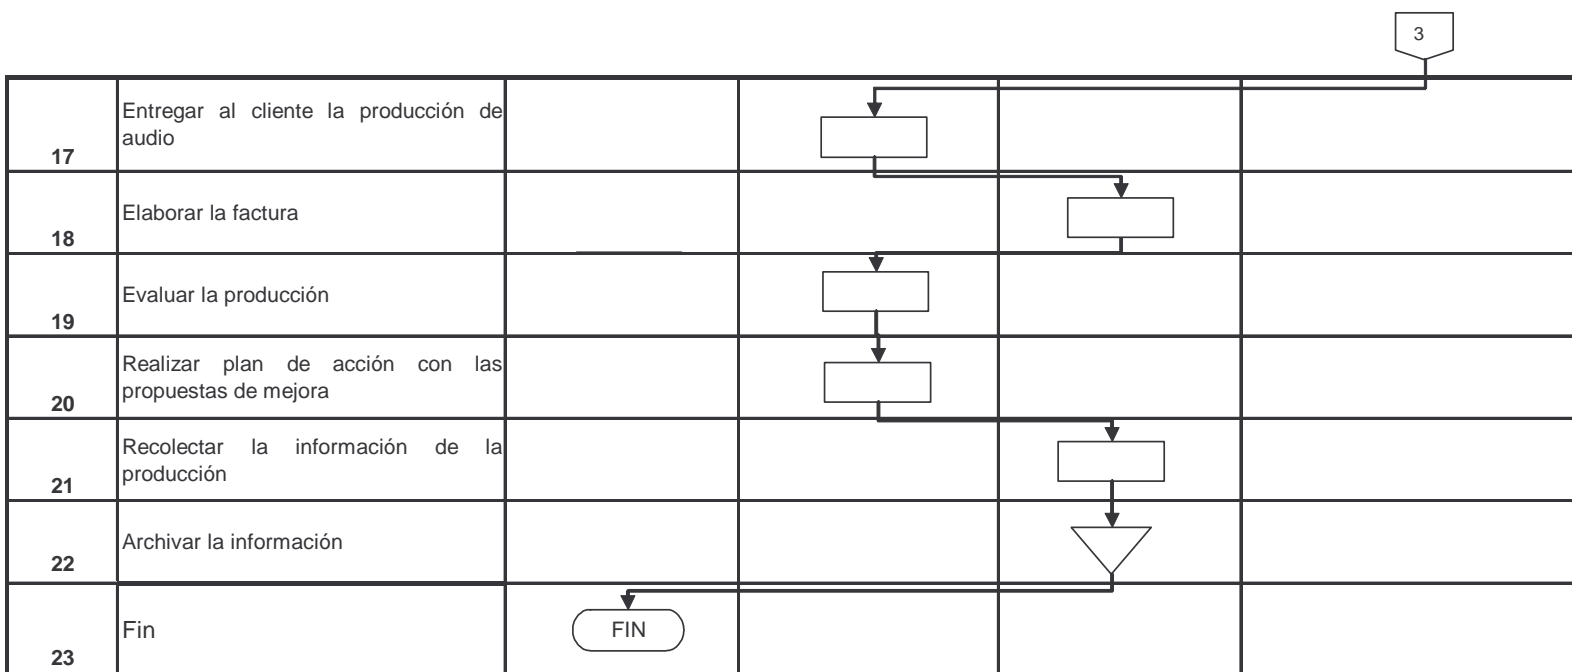 3
Entregar al cliente la producción de
audio
17
Elaborar la factura
18
Evaluar la producción
19
Realizar plan de acción con las
propuestas de mejora
20
Recolectar la información de la
producción
21
Archivar la información
22
Fin
FIN
23